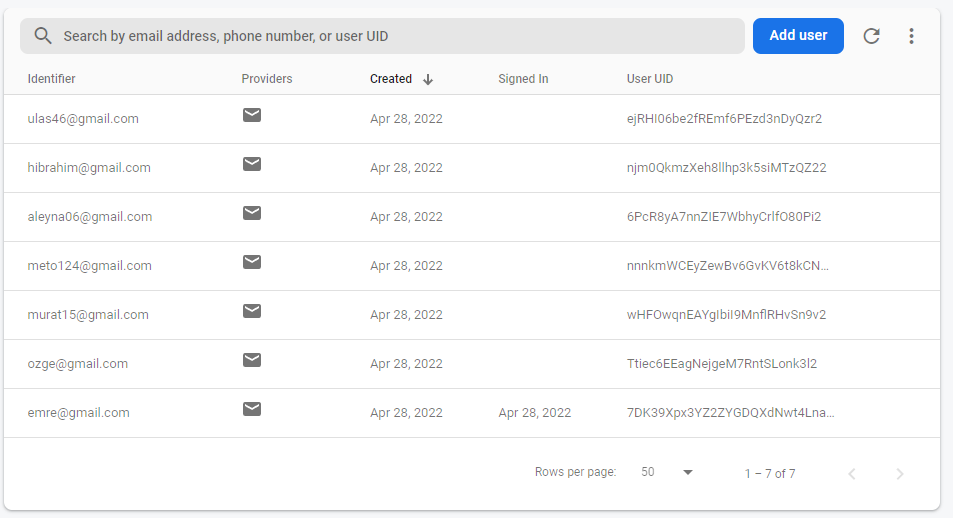 Search by email address, phone number, or user UID Add user
Identifier Providers Created Signed In User UID
ulas46@gmail.com Apr 28, 2022 ejRHI06be2fREmf6PEzd3nDyQzr2
hibrahim@gmail.com Apr 28, 2022 njm0QkmzXeh8llhp3k5siMTzQZ22
aleyna06@gmail.com Apr 28, 2022 6PcR8yA7nnZIE7WbhyCrlfO80Pi2
meto124@gmail.com Apr 28, 2022 nnnkmWCEyZewBv6GvKV6t8kCN...
murat15@gmail.com Apr 28, 2022 wHFOwqnEAYgIbiI9MnflRHvSn9v2
ozge@gmail.com Apr 28, 2022 Ttiec6EEagNejgeM7RntSLonk3l2
emre@gmail.com Apr 28, 2022 Apr 28, 2022 7DK39Xpx3YZ2ZYGDQXdNwt4Lna...
Rows per page: 50 1 – 7 of 7